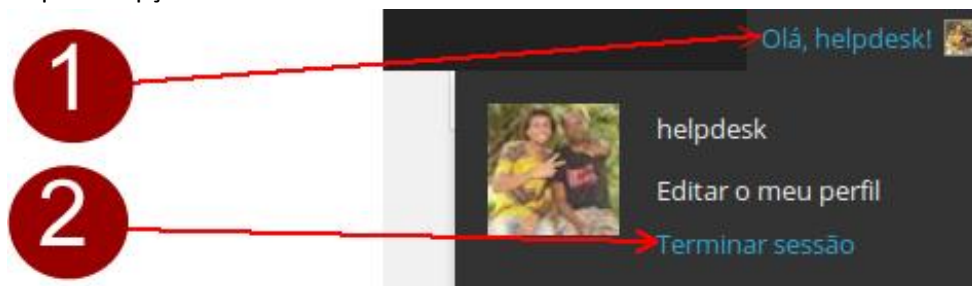 1
Olá, helpdesk!
helpdesk
Editar o meu perfil
2
Terminar sessão